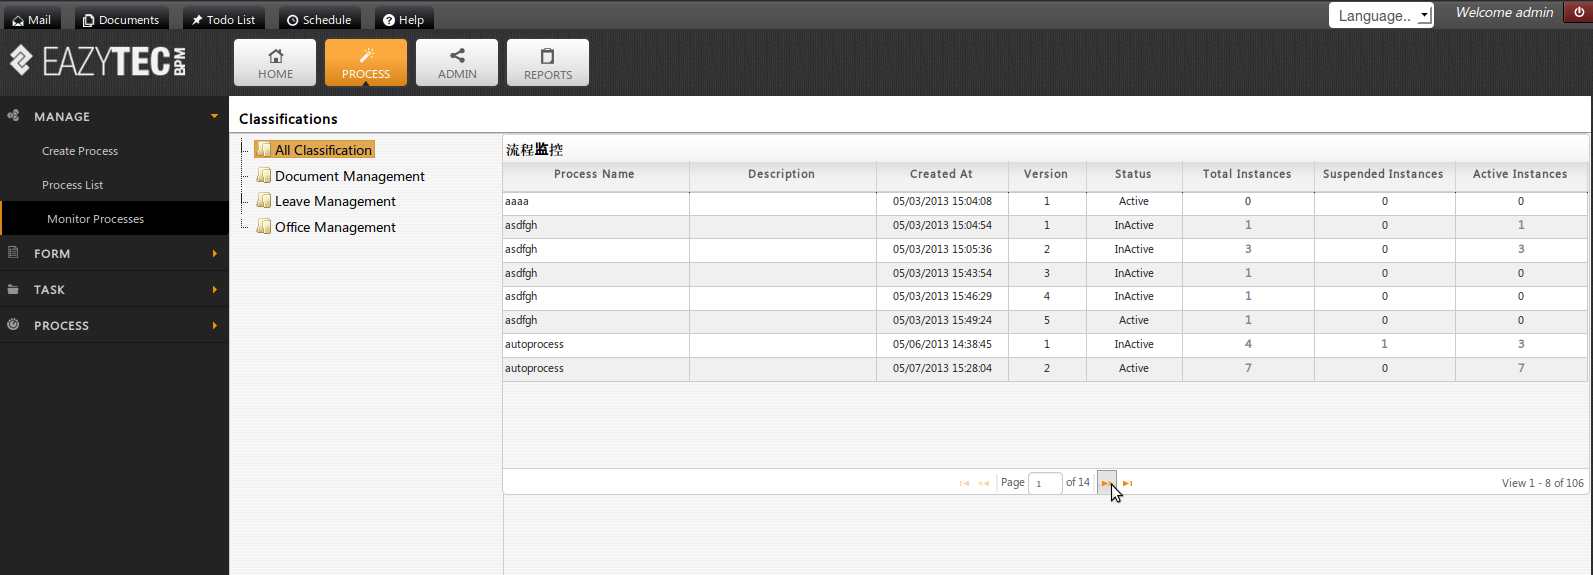 Mail Documents Todo List Schedule Help Language.. Welcome admin
EAZYTEC BPM
HOME PROCESS ADMIN REPORTS
MANAGE
Create Process
Process List
Monitor Processes
FORM
TASK
PROCESS
Classifications
All Classification
Document Management
Leave Management
Office Management
流程监控
Process Name Description Created At Version Status Total Instances Suspended Instances Active Instances
aaaa 05/03/2013 15:04:08 1 Active 0 0 0
asdfgh 05/03/2013 15:04:54 1 InActive 1 0 1
asdfgh 05/03/2013 15:05:36 2 InActive 3 0 3
asdfgh 05/03/2013 15:43:54 3 InActive 1 0 0
asdfgh 05/03/2013 15:46:29 4 InActive 1 0 0
asdfgh 05/03/2013 15:49:24 5 Active 1 0 0
autoprocess 05/06/2013 14:38:45 1 InActive 4 1 3
autoprocess 05/07/2013 15:28:04 2 Active 7 0 7
Page 1 of 14 View 1 - 8 of 106